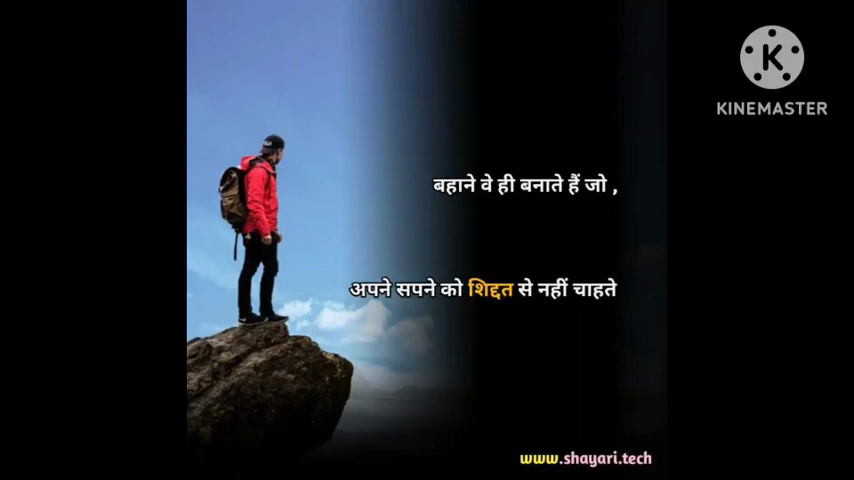 KINEMASTER
बहाने वे ही बनाते हैं जो ,
अपने सपने को शिद्दत से नहीं चाहते
www.shayari.tech